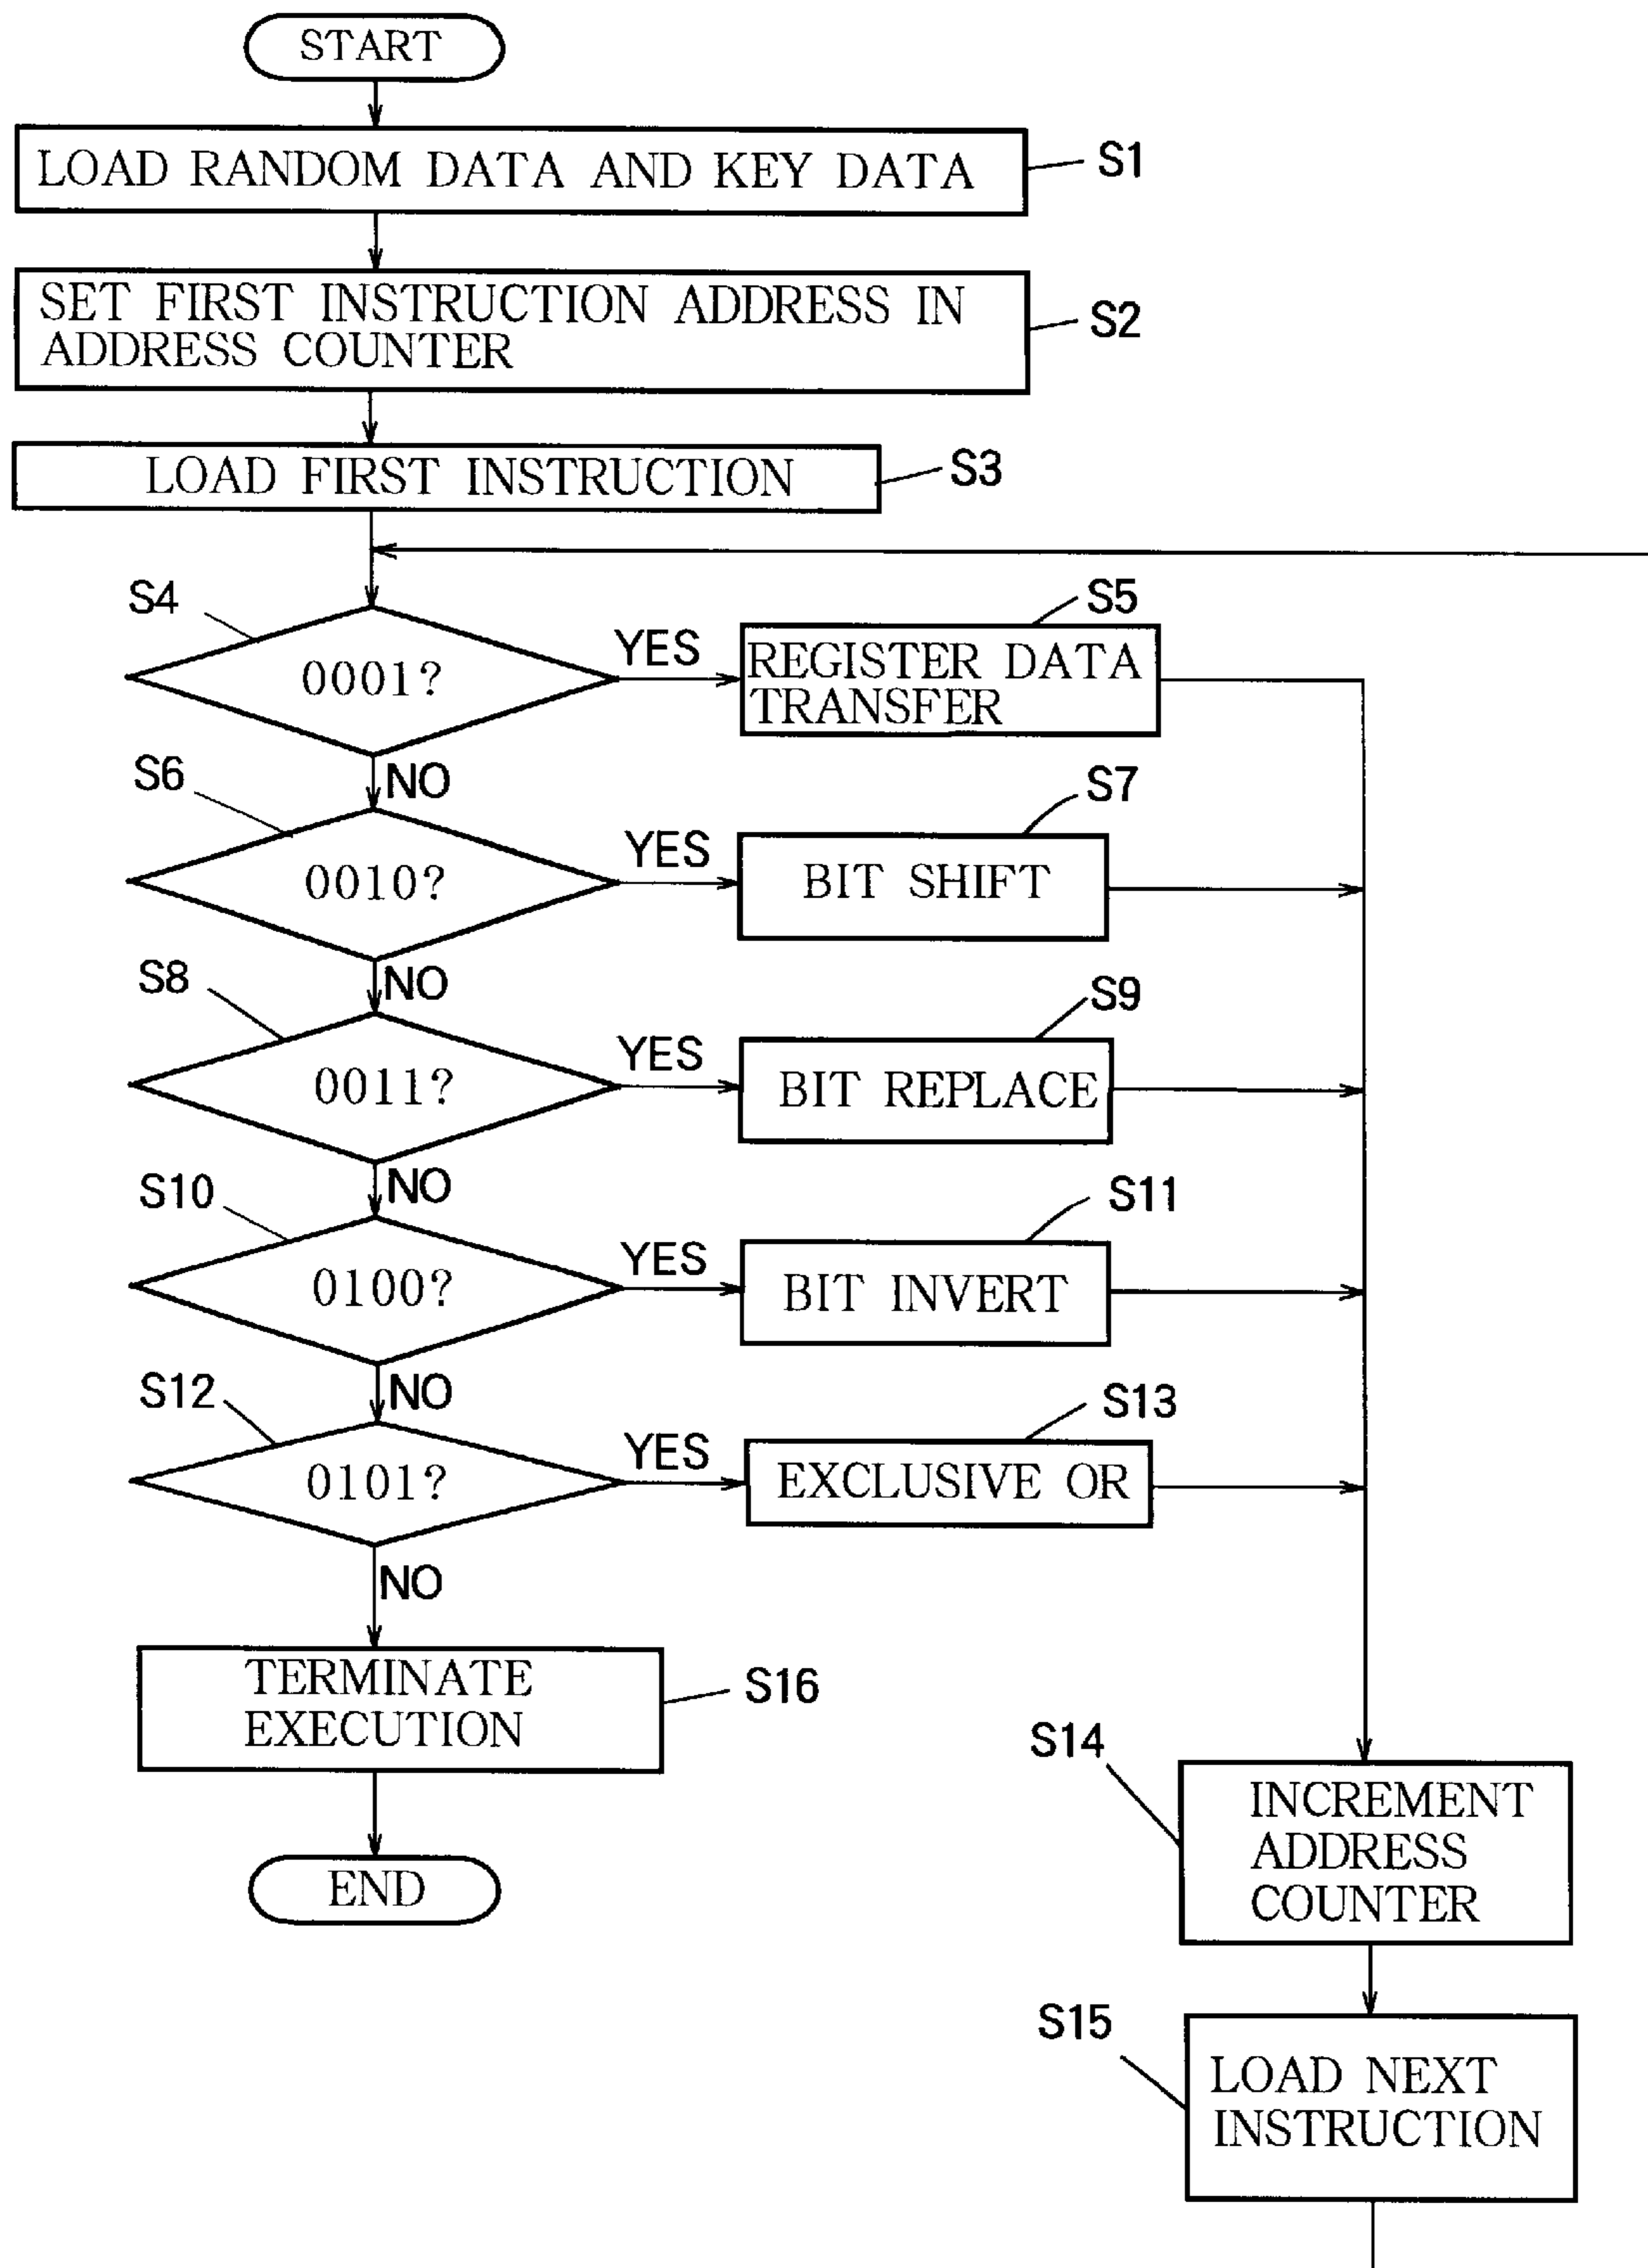 START
LOAD RANDOM DATA AND KEY DATA
S1
SET FIRST INSTRUCTION ADDRESS IN
ADDRESS COUNTER
S2
LOAD FIRST INSTRUCTION
S3
S4
0001?
YES
REGISTER DATA
TRANSFER
S5
NO
S6
0010?
YES
BIT SHIFT
S7
NO
S8
0011?
YES
BIT REPLACE
S9
NO
S10
0100?
YES
BIT INVERT
S11
NO
S12
0101?
YES
EXCLUSIVE OR
S13
NO
TERMINATE
EXECUTION
S16
END
S14
INCREMENT
ADDRESS
COUNTER
S15
LOAD NEXT
INSTRUCTION